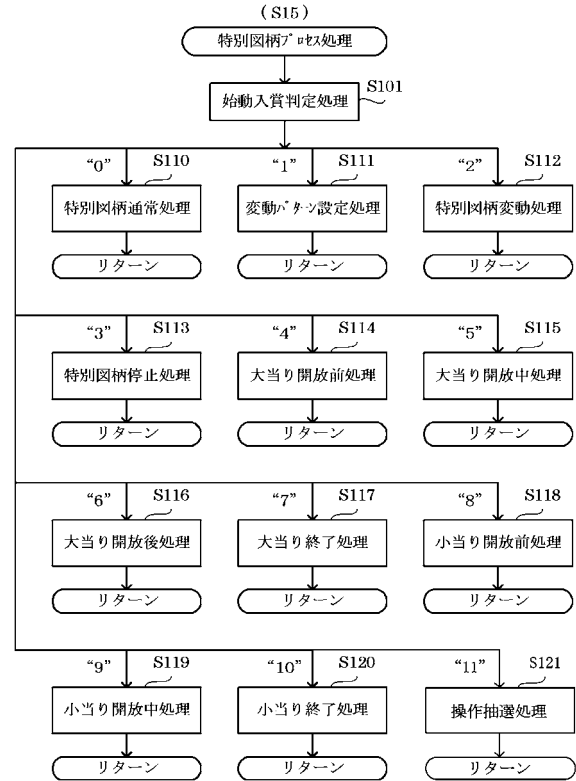 (S15)
特別図柄プロセス処理
S101
始動入賞判定処理
“0” S110 “1” S111 “2” S112
特別図柄通常処理 変動パターン設定処理 特別図柄変動処理
リターン リターン リターン
“3” S113 “4” S114 “5” S115
特別図柄停止処理 大当り開放前処理 大当り開放中処理
リターン リターン リターン
“6” S116 “7” S117 “8” S118
大当り開放後処理 大当り終了処理 小当り開放前処理
リターン リターン リターン
“9” S119 “10” S120 “11” S121
小当り開放中処理 小当り終了処理 操作抽選処理
リターン リターン リターン